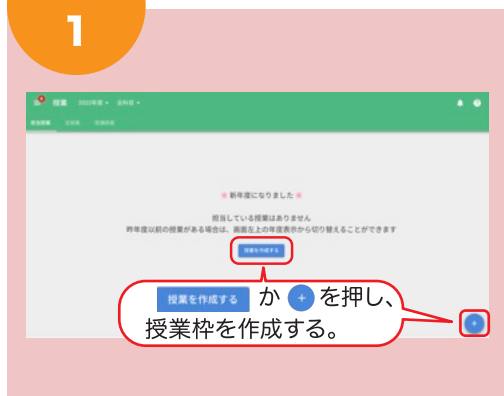 1
授業 2022年度 全科目
🌸 新年度になりました 🌸
担当している授業はありません
昨年度以前の授業がある場合は、画面左上の年度表示から切り替えることができます
授業を作成する
授業を作成する か + を押し、
授業枠を作成する。
+